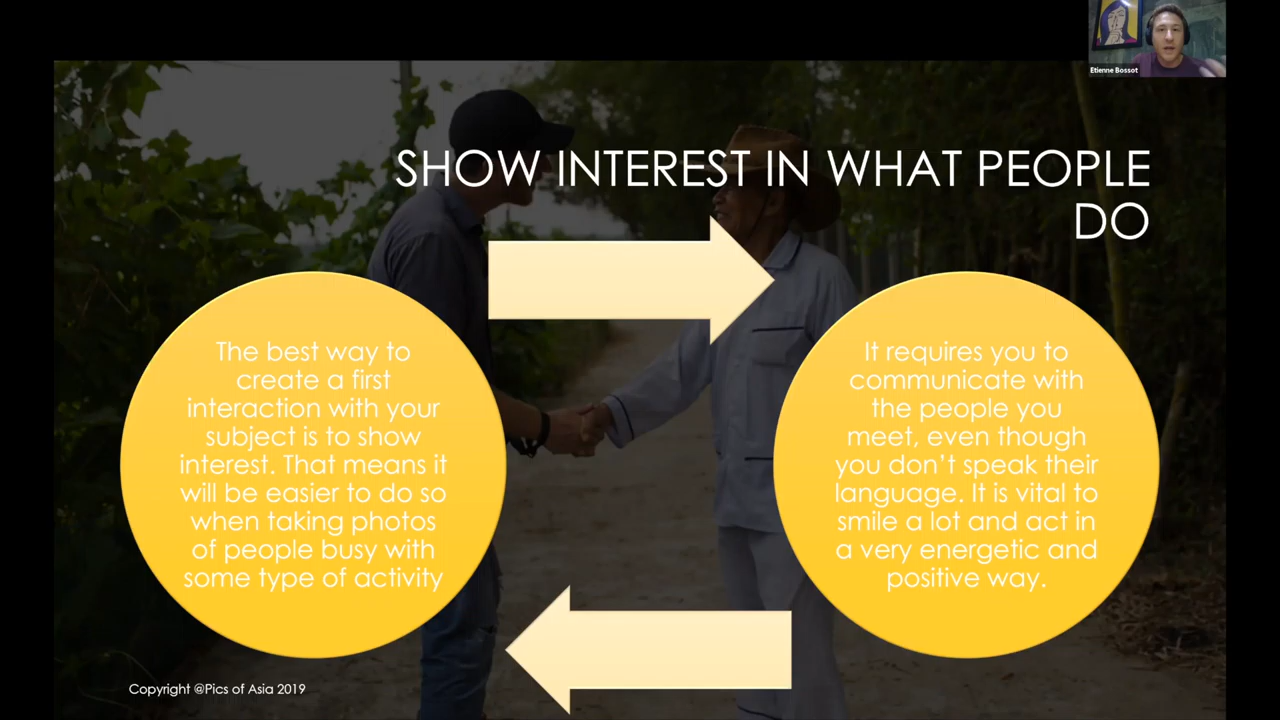 Etienne Bossot
SHOW INTEREST IN WHAT PEOPLE
DO
The best way to
create a first
interaction with your
subject is to show
interest. That means it
will be easier to do so
when taking photos
of people busy with
some type of activity
It requires you to
communicate with
the people you
meet, even though
you don’t speak their
language. It is vital to
smile a lot and act in
a very energetic and
positive way.
Copyright @Pics of Asia 2019